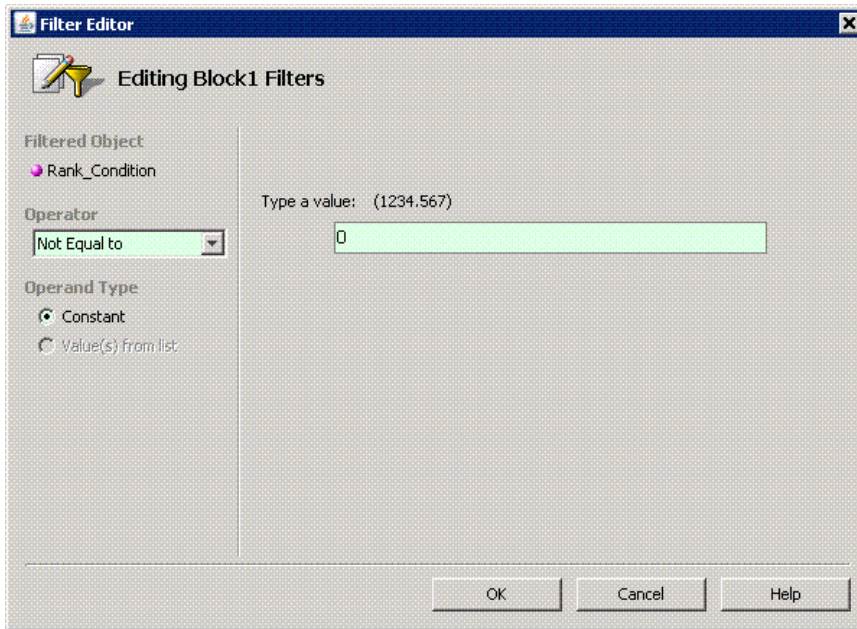 Filter Editor
Editing Block1 Filters
Filtered Object
Rank_Condition
Operator
Not Equal to
Operand Type
Constant
Value(s) from list
Type a value: (1234.567)
0
OK Cancel Help